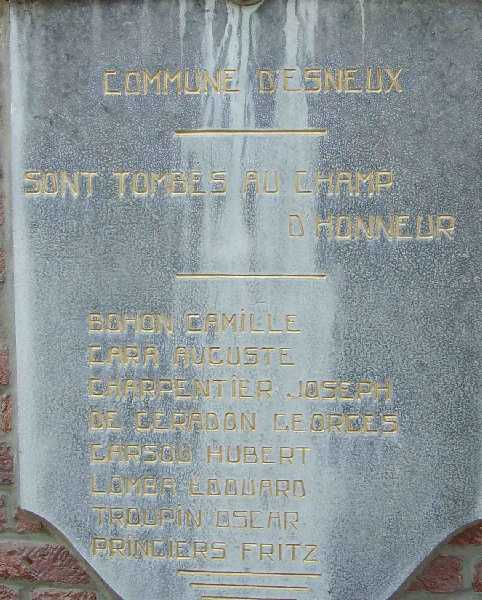 COMMUNE D'ESNEUX
SONT TOMBES AU CHAMP
D'HONNEUR
BOHON CAMILLE
CARA AUGUSTE
CHARPENTIER JOSEPH
DE GERADON GEORGES
GARSOU HUBERT
LOMBA EDOUARD
TROUPIN OSCAR
PRINCIERS FRITZ